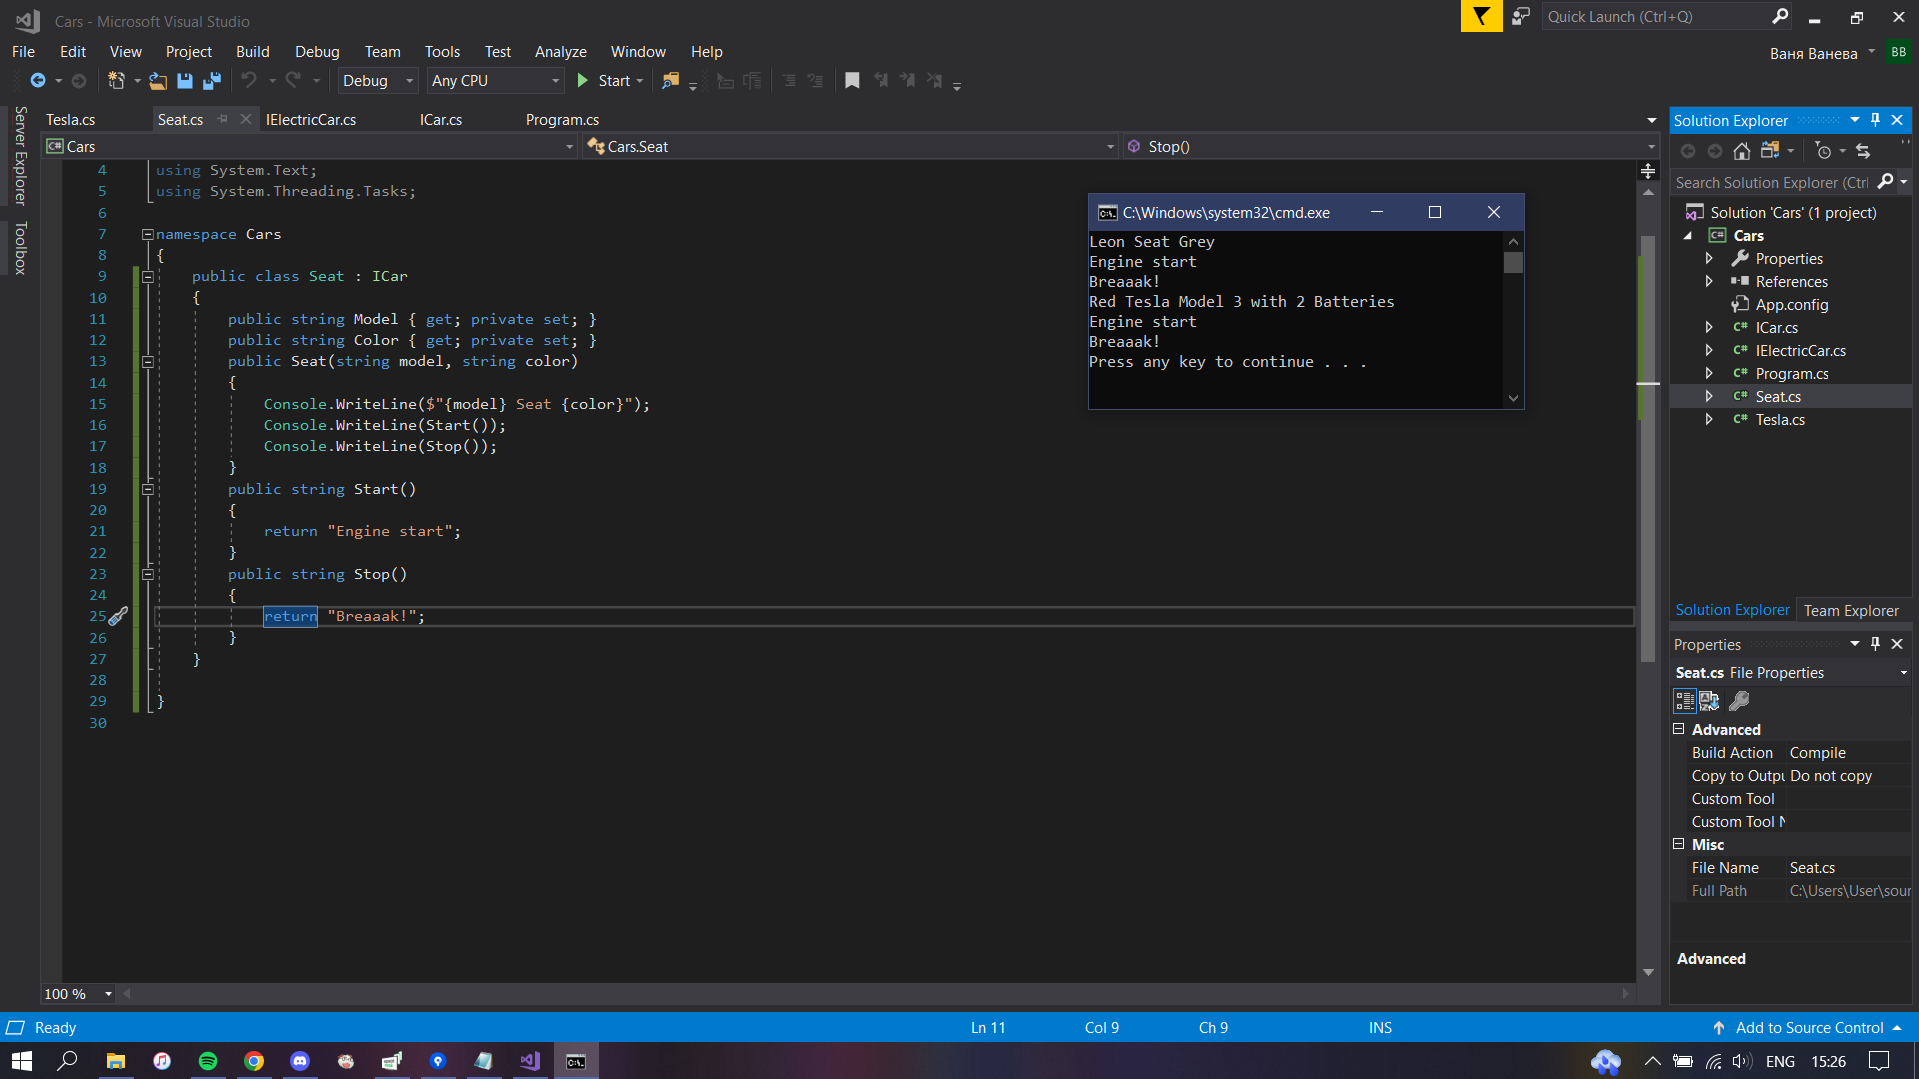 Cars - Microsoft Visual Studio
Quick Launch (Ctrl+Q)
File Edit View Project Build Debug Team Tools Test Analyze Window Help
Ваня Ванева BB
Debug Any CPU Start
Server Explorer
Toolbox
Tesla.cs Seat.cs IElectricCar.cs ICar.cs Program.cs
C# Cars Cars.Seat Stop()
4 using System.Text;
5 using System.Threading.Tasks;
6
7 namespace Cars
8 {
9 public class Seat : ICar
10 {
11 public string Model { get; private set; }
12 public string Color { get; private set; }
13 public Seat(string model, string color)
14 {
15 Console.WriteLine($"{model} Seat {color}");
16 Console.WriteLine(Start());
17 Console.WriteLine(Stop());
18 }
19 public string Start()
20 {
21 return "Engine start";
22 }
23 public string Stop()
24 {
25 return "Breaaak!";
26 }
27 }
28
29 }
30
C:\Windows\system32\cmd.exe
Leon Seat Grey
Engine start
Breaaak!
Red Tesla Model 3 with 2 Batteries
Engine start
Breaaak!
Press any key to continue . . .
Solution Explorer
Search Solution Explorer (Ctrl
Solution 'Cars' (1 project)
C# Cars
Properties
References
App.config
C# ICar.cs
C# IElectricCar.cs
C# Program.cs
C# Seat.cs
C# Tesla.cs
Solution Explorer Team Explorer
Properties
Seat.cs File Properties
Advanced
Build Action Compile
Copy to Outpu Do not copy
Custom Tool
Custom Tool N
Misc
File Name Seat.cs
Full Path C:\Users\User\sour
Advanced
100 %
Ready Ln 11 Col 9 Ch 9 INS Add to Source Control
ENG 15:26